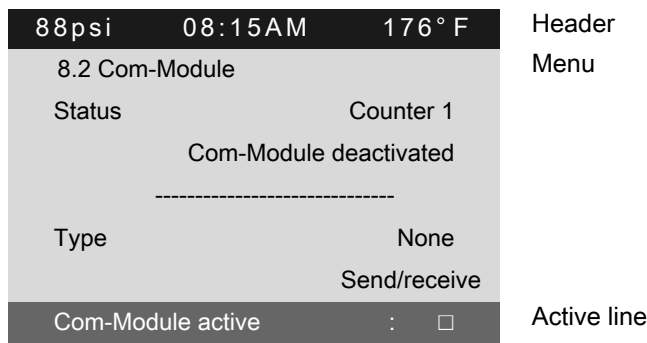 88psi 08:15AM 176°F Header
8.2 Com-Module Menu
Status Counter 1
Com-Module deactivated
------------------------------
Type None
Send/receive
Com-Module active : □ Active line